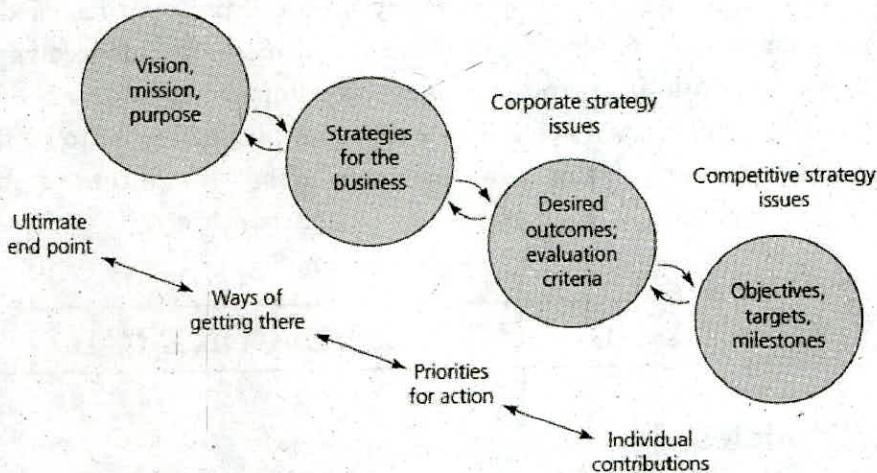 Vision,
mission,
purpose
Strategies
for the
business
Corporate strategy
issues
Desired
outcomes;
evaluation
criteria
Competitive strategy
issues
Objectives,
targets,
milestones
Ultimate
end point
Ways of
getting there
Priorities
for action
Individual
contributions